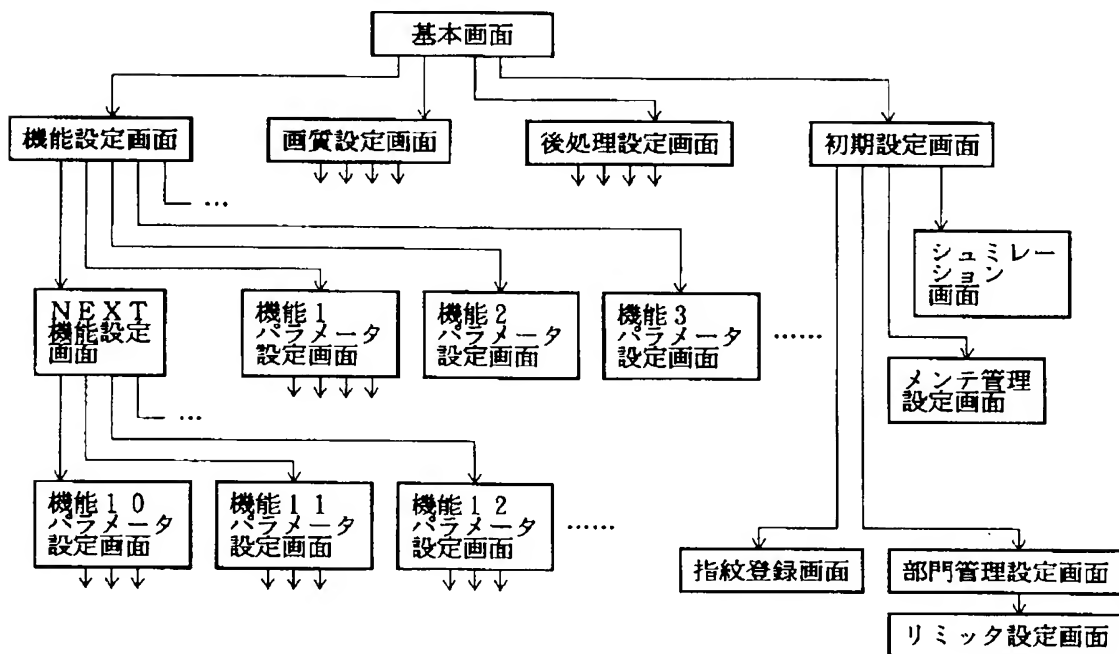 基本画面
機能設定画面
画質設定画面
後処理設定画面
初期設定画面
…
シュミレー
ション
画面
NEXT
機能設定
画面
機能1
パラメータ
設定画面
機能2
パラメータ
設定画面
機能3
パラメータ
設定画面
……
メンテ管理
設定画面
…
機能10
パラメータ
設定画面
機能11
パラメータ
設定画面
機能12
パラメータ
設定画面
……
指紋登録画面
部門管理設定画面
リミッタ設定画面